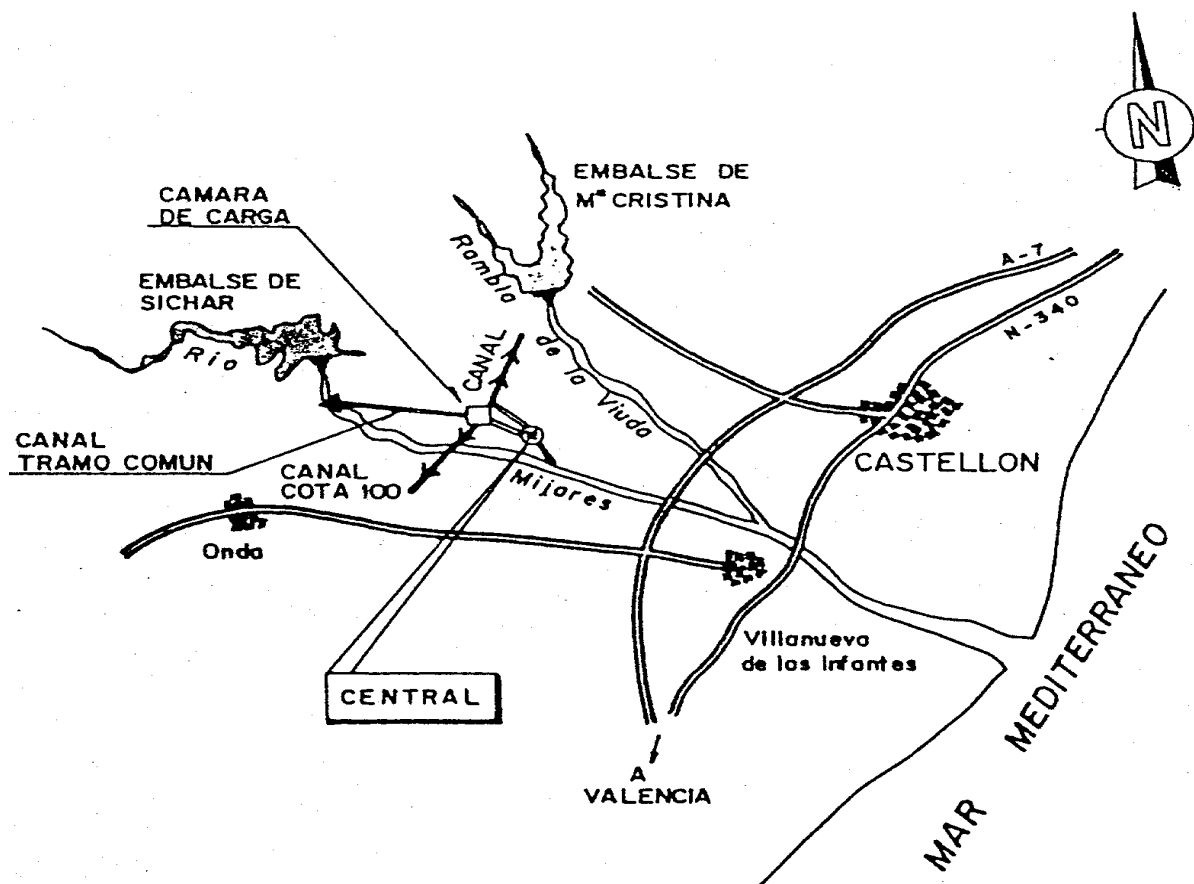 N
EMBALSE DE
Mª CRISTINA
CAMARA
DE CARGA
Rambla
de la
Viuda
A-7
N-340
EMBALSE DE
SICHAR
Rio
CANAL
CANAL
TRAMO COMUN
CANAL
COTA 100
Mijares
CASTELLON
Onda
Villanueva
de los Infantes
CENTRAL
A
VALENCIA
MAR MEDITERRANEO